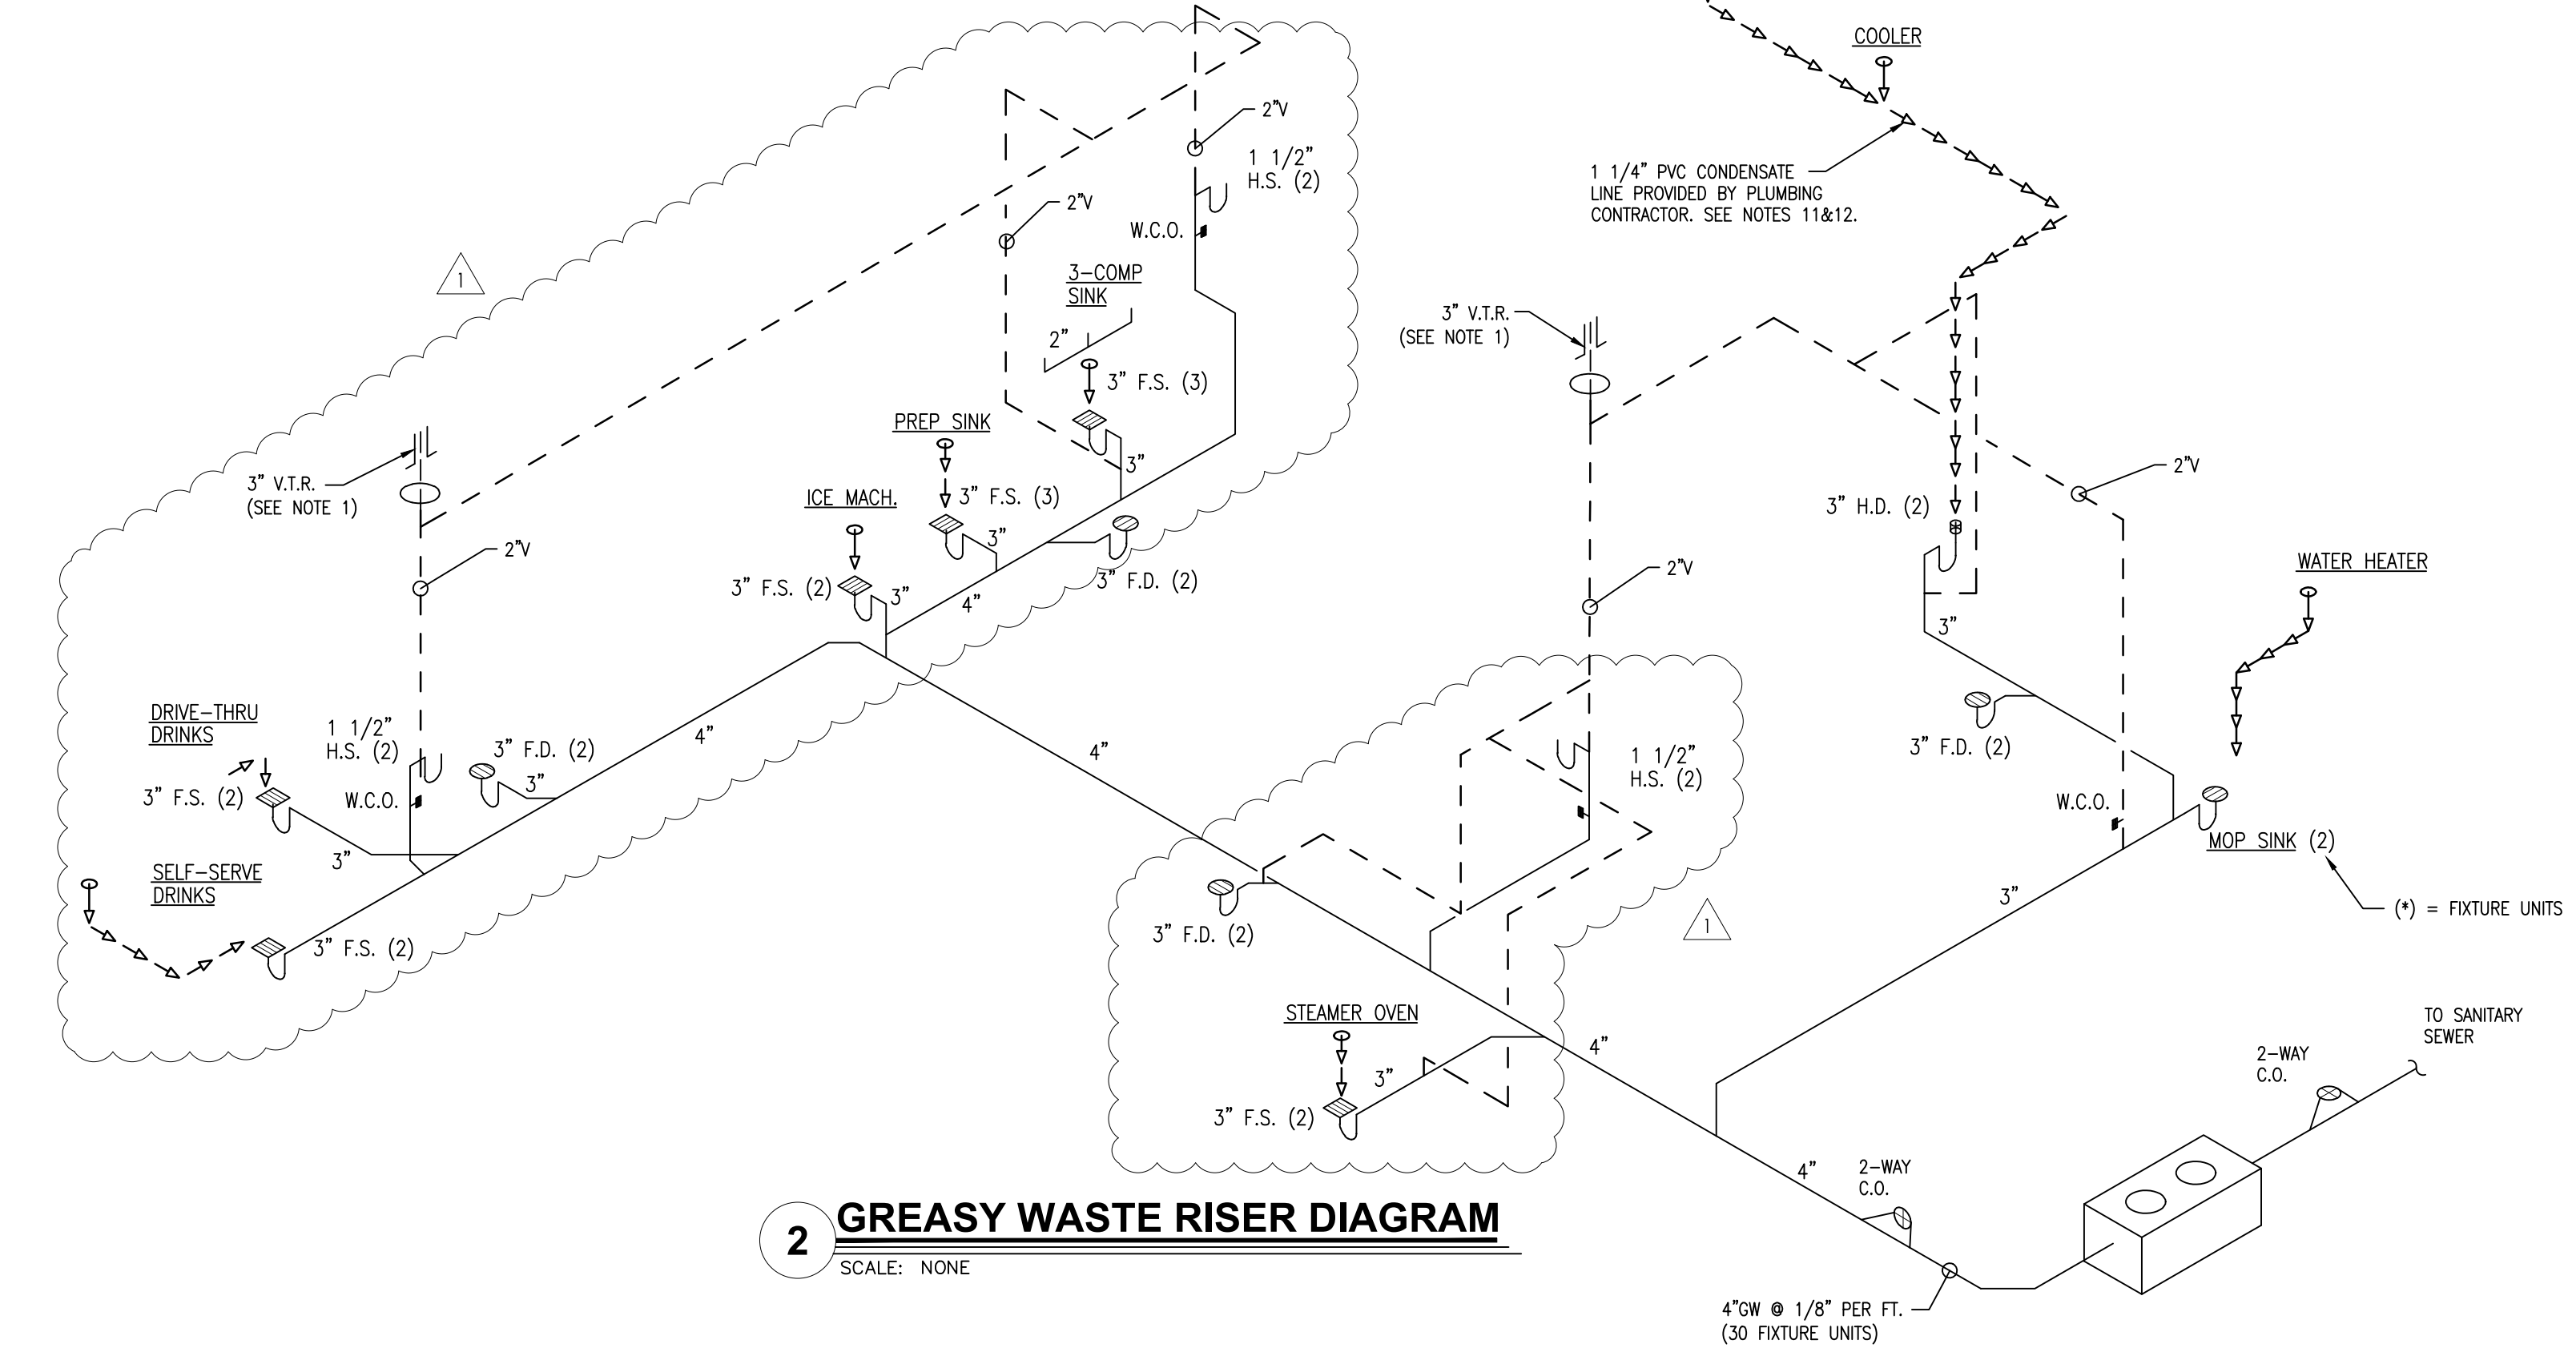 COOLER
2"V
1 1/2"
H.S. (2)
1 1/4" PVC CONDENSATE
LINE PROVIDED BY PLUMBING
CONTRACTOR. SEE NOTES 11&12.
2"V
W.C.O.
3-COMP
SINK
1
2"
3" V.T.R.
(SEE NOTE 1)
3" F.S. (3)
PREP SINK
3"
2"V
3" V.T.R.
(SEE NOTE 1)
ICE MACH.
3" F.S. (3)
3" H.D. (2)
3"
2"V
2"V
WATER HEATER
3" F.S. (2)
3"
4"
3" F.D. (2)
3"
DRIVE-THRU
DRINKS
1 1/2"
H.S. (2)
3" F.D. (2)
4"
4"
3" F.D. (2)
1 1/2"
H.S. (2)
3"
3" F.S. (2)
W.C.O.
W.C.O.
3"
MOP SINK (2)
SELF-SERVE
DRINKS
3"
(*) = FIXTURE UNITS
3" F.D. (2)
1
3" F.S. (2)
STEAMER OVEN
TO SANITARY
SEWER
4"
2-WAY
C.O.
3"
3" F.S. (2)
4"
2-WAY
C.O.
2
GREASY WASTE RISER DIAGRAM
SCALE: NONE
4"GW @ 1/8" PER FT.
(30 FIXTURE UNITS)